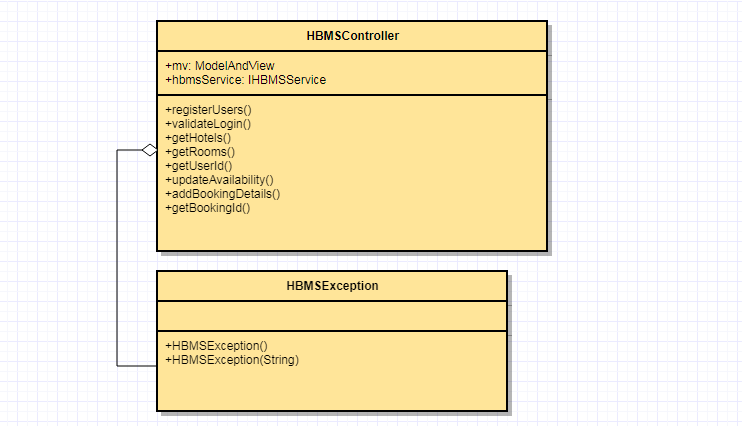 HBMSController
+mv: ModelAndView
+hbmsService: IHBMSService
+registerUsers()
+validateLogin()
+getHotels()
+getRooms()
+getUserId()
+updateAvailability()
+addBookingDetails()
+getBookingId()
HBMSException
+HBMSException()
+HBMSException(String)